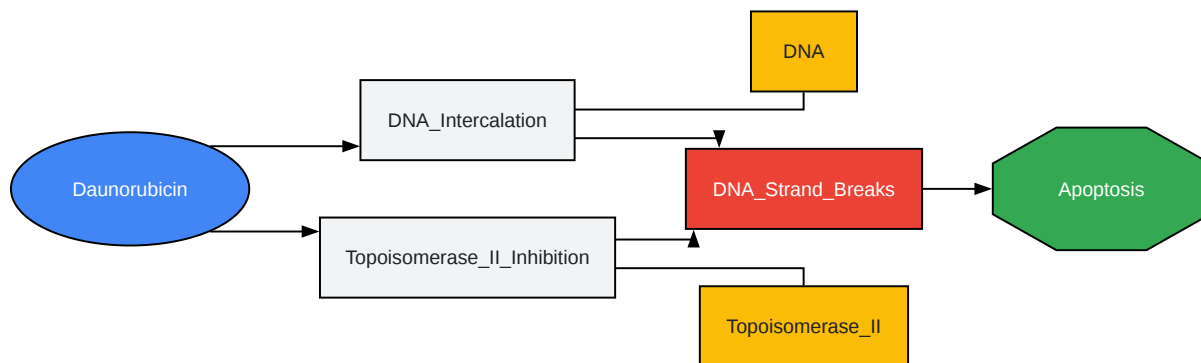 DNA
DNA_Intercalation
Daunorubicin
DNA_Strand_Breaks
Apoptosis
Topoisomerase_II_Inhibition
Topoisomerase_II